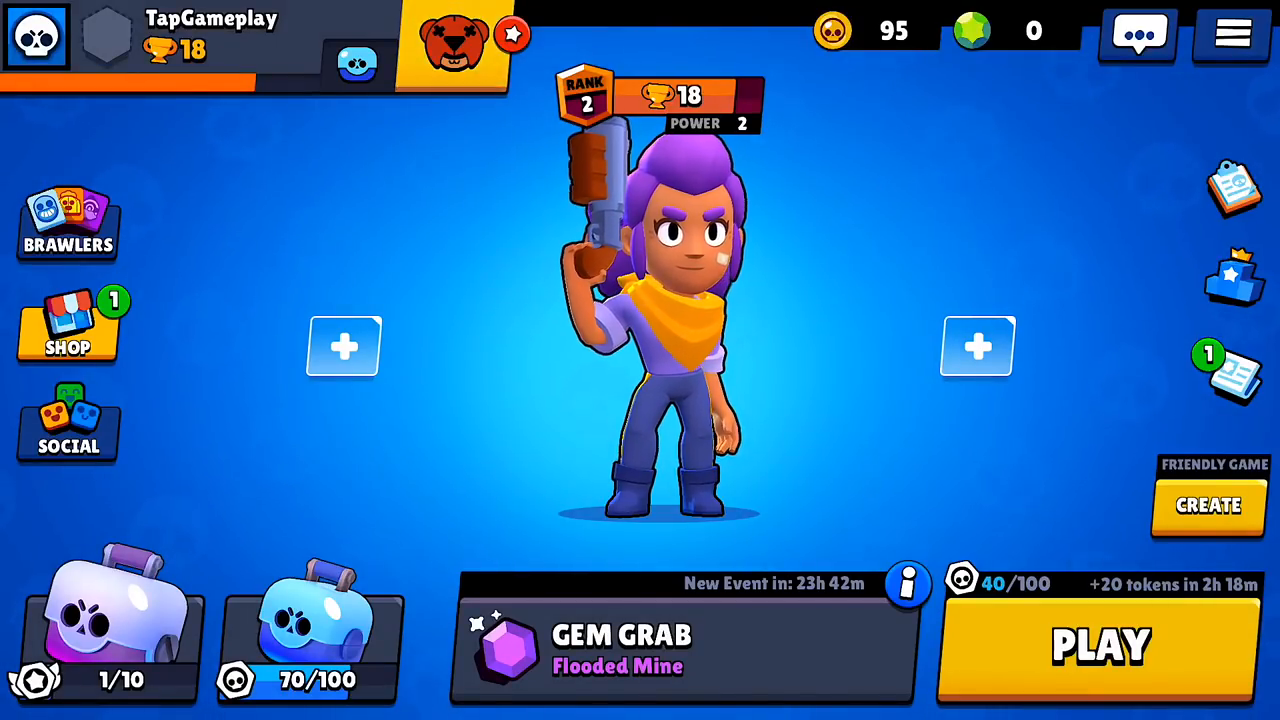 TapGameplay
18
95
0
RANK
2
18
POWER 2
BRAWLERS
1
SHOP
SOCIAL
1
FRIENDLY GAME
CREATE
New Event in: 23h 42m
i
40/100
+20 tokens in 2h 18m
GEM GRAB
Flooded Mine
PLAY
1/10
70/100